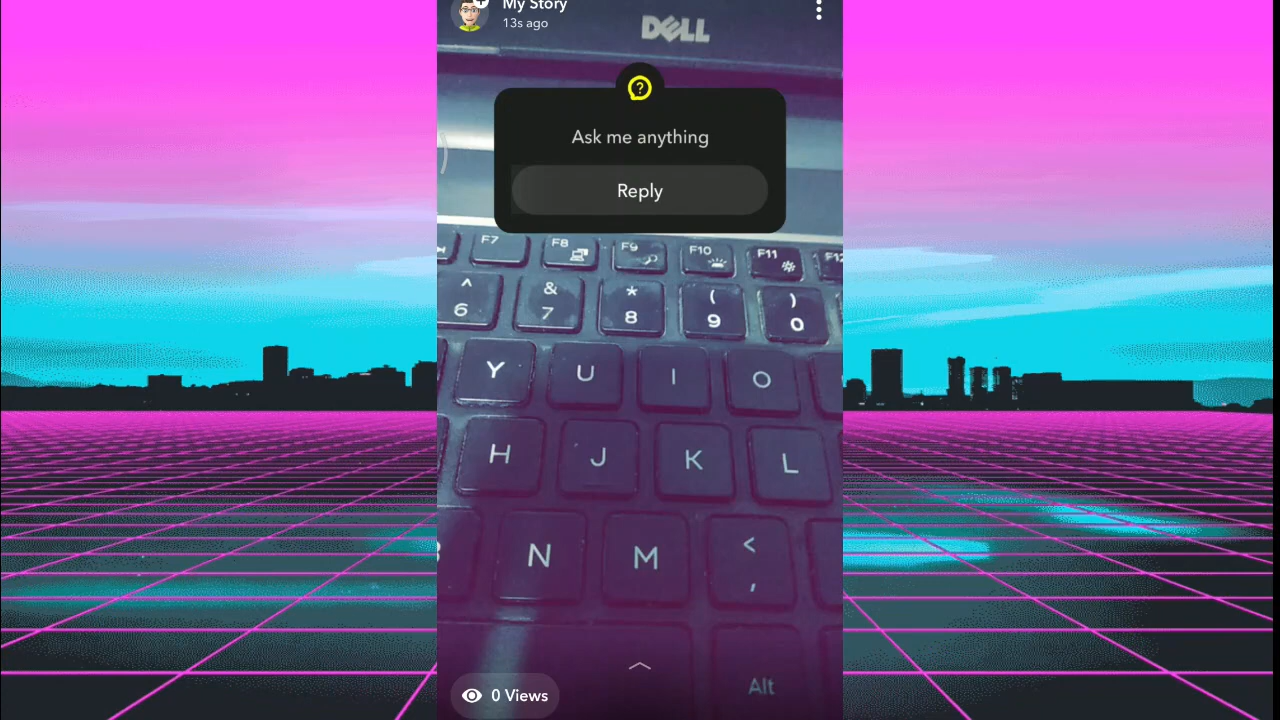 My Story
13s ago
DELL
?
Ask me anything
Reply
F7 F8 F9 F10 F11 F12
^ & * ( )
6 7 8 9 0
Y U I O
H J K L
N M <
,
Alt
0 Views